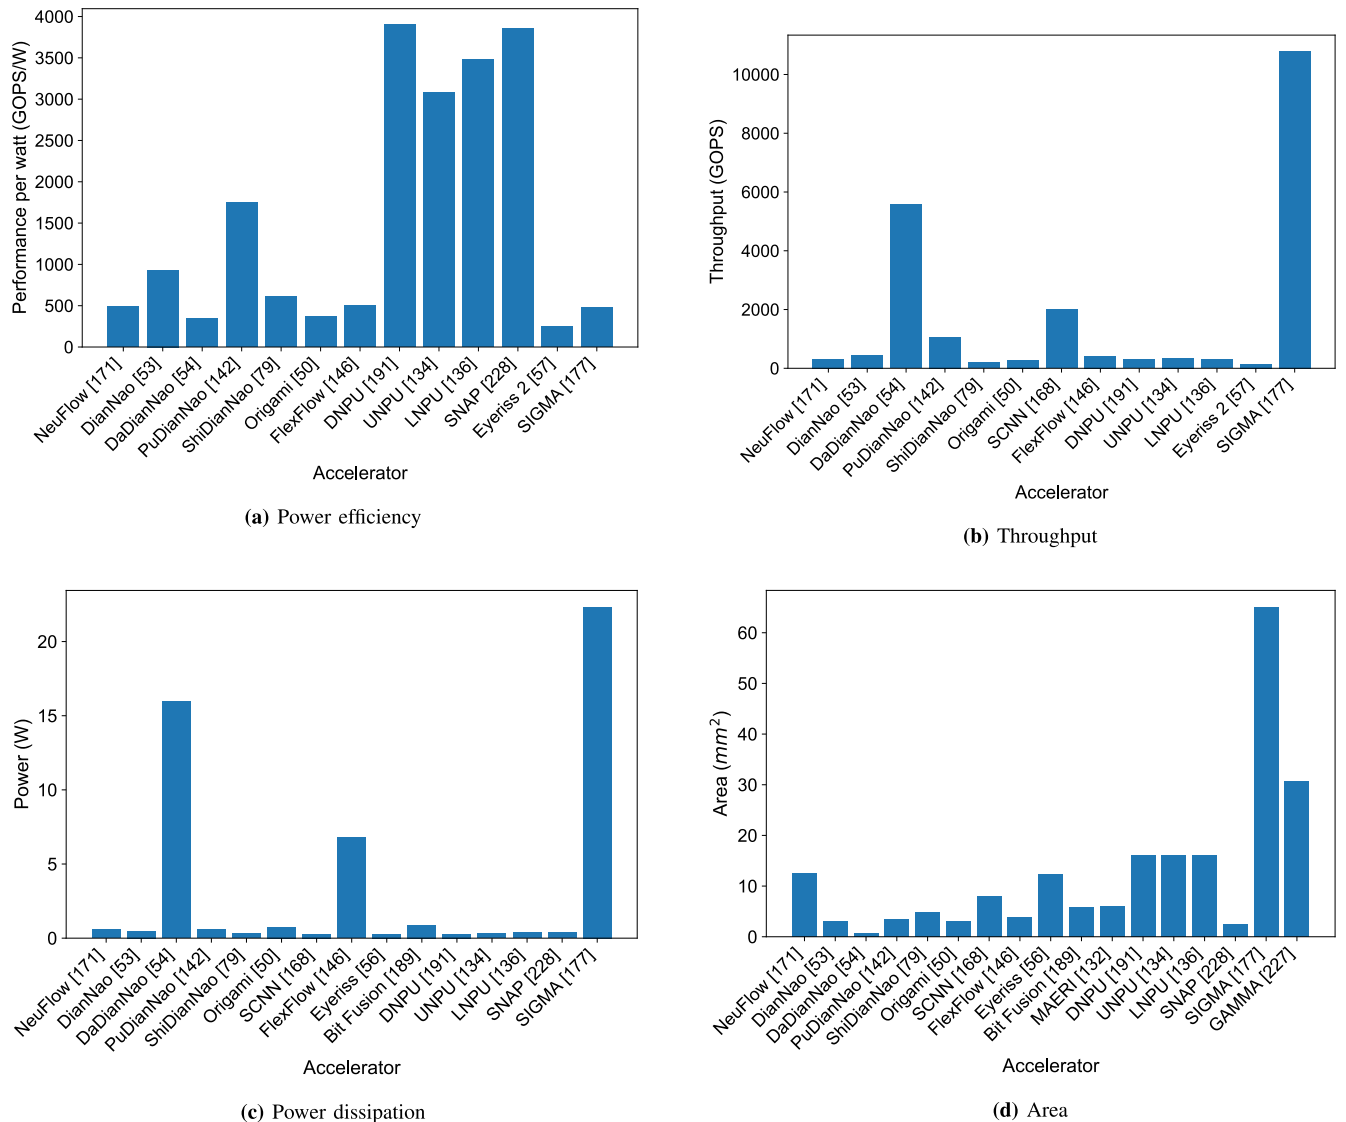 4000
3500
3000
2500
2000
1500
1000
500
0
Performance per watt (GOPS/W)
NeuFlow [171]
DianNao [53]
DaDianNao [54]
PuDianNao [142]
ShiDianNao [79]
Origami [50]
FlexFlow [146]
DNPU [191]
UNPU [134]
LNPU [136]
SNAP [228]
Eyeriss 2 [57]
SIGMA [177]
Accelerator
(a) Power efficiency
10000
8000
6000
4000
2000
0
Throughput (GOPS)
NeuFlow [171]
DianNao [53]
DaDianNao [54]
PuDianNao [142]
ShiDianNao [79]
Origami [50]
SCNN [168]
FlexFlow [146]
DNPU [191]
UNPU [134]
LNPU [136]
Eyeriss 2 [57]
SIGMA [177]
Accelerator
(b) Throughput
20
15
10
5
0
Power (W)
NeuFlow [171]
DianNao [53]
DaDianNao [54]
PuDianNao [142]
ShiDianNao [79]
Origami [50]
SCNN [168]
FlexFlow [146]
Eyeriss [56]
Bit Fusion [189]
DNPU [191]
UNPU [134]
LNPU [136]
SNAP [228]
SIGMA [177]
Accelerator
(c) Power dissipation
60
50
40
30
20
10
0
Area (mm²)
NeuFlow [171]
DianNao [53]
DaDianNao [54]
PuDianNao [142]
ShiDianNao [79]
Origami [50]
SCNN [168]
FlexFlow [146]
Eyeriss [56]
Bit Fusion [189]
MAERI [132]
DNPU [191]
UNPU [134]
LNPU [136]
SNAP [228]
SIGMA [177]
GAMMA [227]
Accelerator
(d) Area